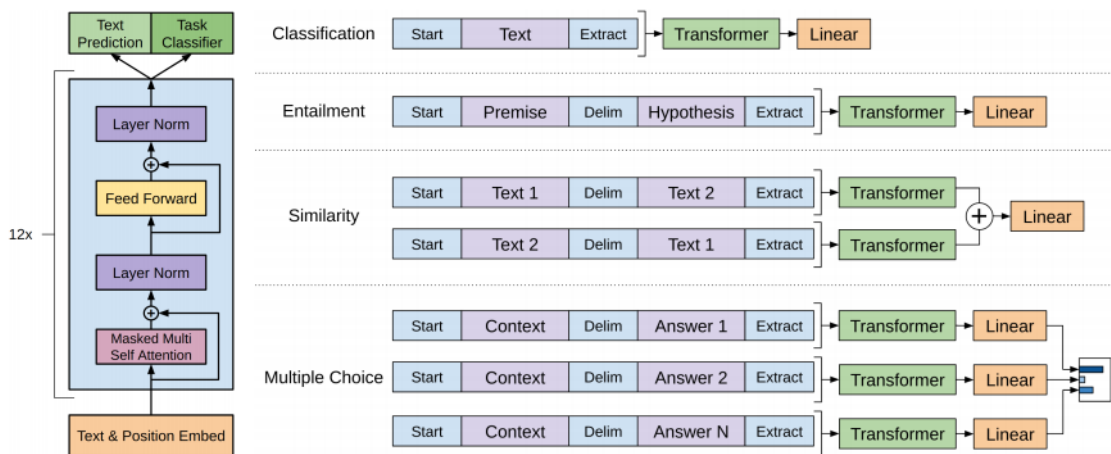 Text
Prediction
Task
Classifier
Layer Norm
Feed Forward
12x
Layer Norm
Masked Multi
Self Attention
Text & Position Embed
Classification
Start Text Extract Transformer Linear
Entailment
Start Premise Delim Hypothesis Extract Transformer Linear
Similarity
Start Text 1 Delim Text 2 Extract Transformer
Start Text 2 Delim Text 1 Extract Transformer
Linear
Multiple Choice
Start Context Delim Answer 1 Extract Transformer Linear
Start Context Delim Answer 2 Extract Transformer Linear
Start Context Delim Answer N Extract Transformer Linear